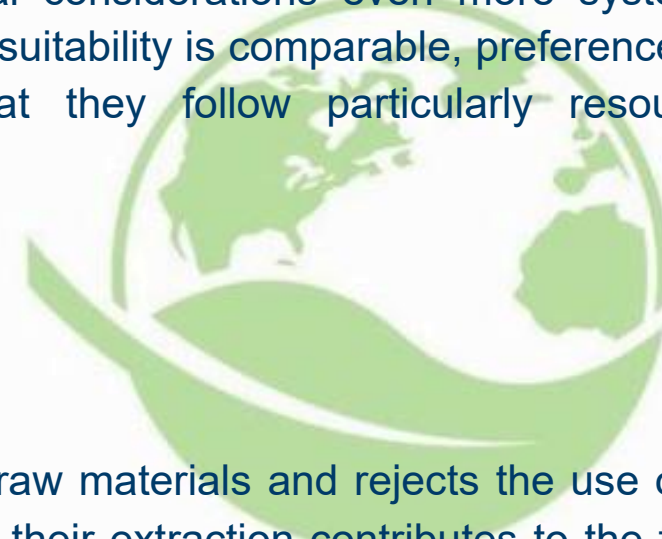 considerations even more
suitability is comparable, preference
they follow particularly
raw materials and rejects the use
their extraction contributes to the